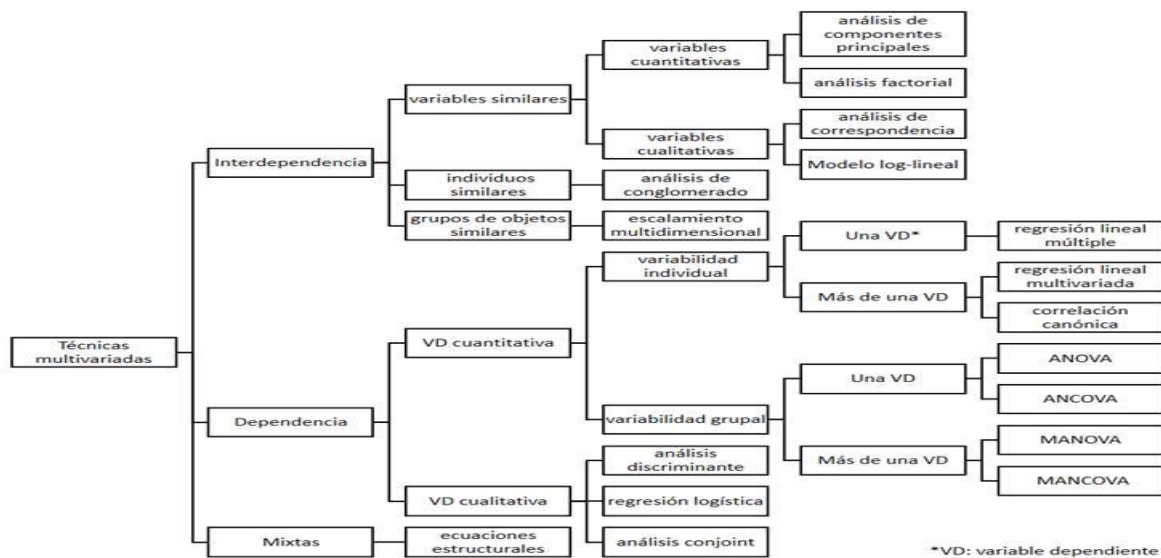 análisis de
componentes
principales
variables
cuantitativas
análisis factorial
variables similares
análisis de
correspondencia
variables
cualitativas
Modelo log-lineal
Interdependencia
individuos
similares
análisis de
conglomerado
grupos de objetos
similares
escalamiento
multidimensional
Una VD*
regresión lineal
múltiple
variabilidad
individual
regresión lineal
multivariada
Más de una VD
correlación
canónica
Técnicas
multivariadas
VD cuantitativa
ANOVA
Una VD
ANCOVA
Dependencia
variabilidad grupal
MANOVA
Más de una VD
MANCOVA
análisis
discriminante
VD cualitativa
regresión logística
análisis conjoint
Mixtas
ecuaciones
estructurales
*VD: variable dependiente